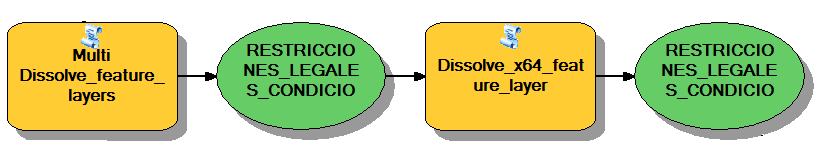 Multi
Dissolve_feature_
layers
RESTRICCIO
NES_LEGALE
S_CONDICIO
Dissolve_x64_feat
ure_layer
RESTRICCIO
NES_LEGALE
S_CONDICIO